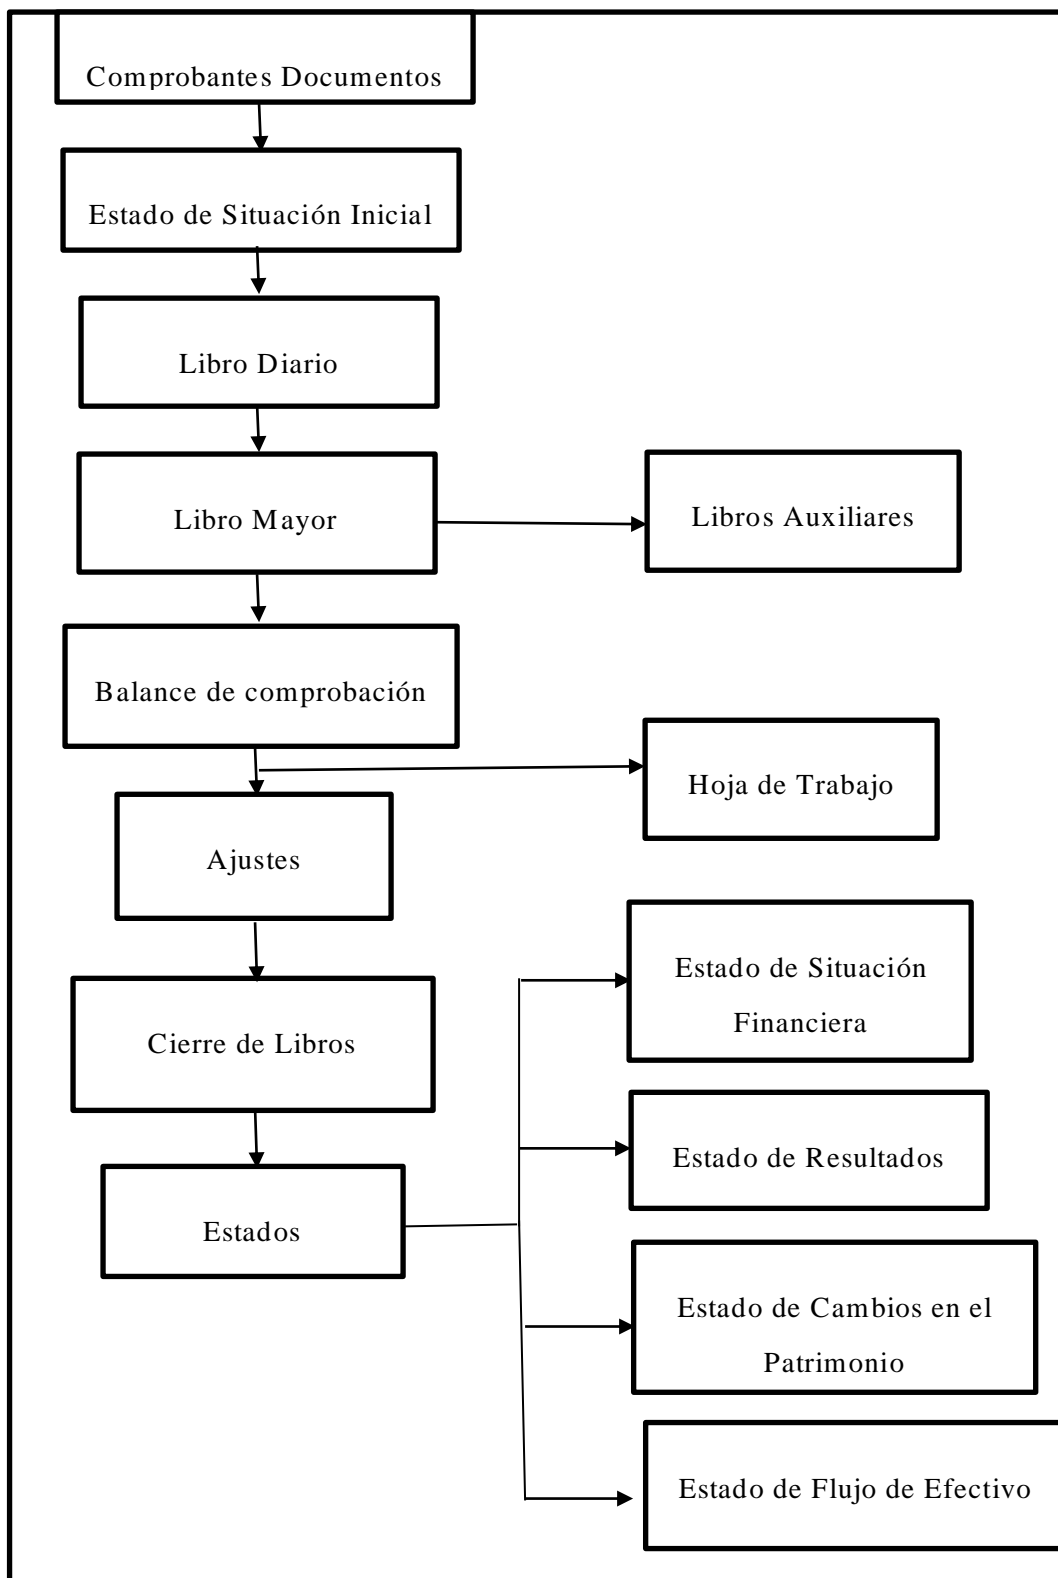 Comprobantes Documentos
Estado de Situación Inicial
Libro Diario
Libro Mayor
Libros Auxiliares
Balance de comprobación
Hoja de Trabajo
Ajustes
Estado de Situación
Financiera
Cierre de Libros
Estado de Resultados
Estados
Estado de Cambios en el
Patrimonio
Estado de Flujo de Efectivo